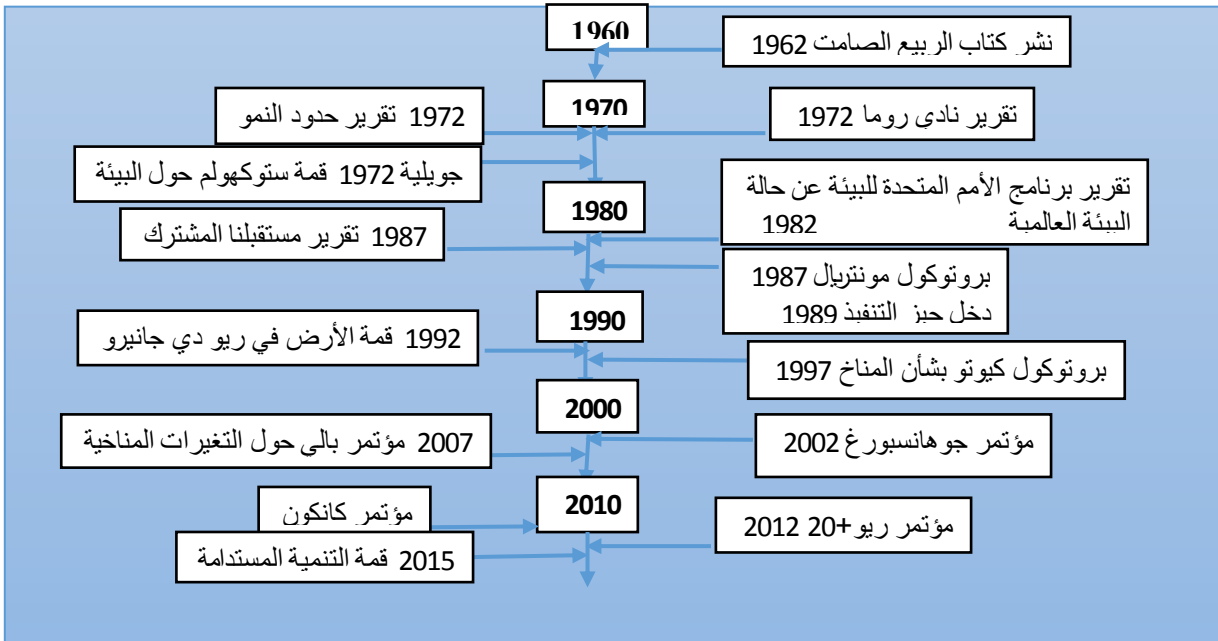 1960
نشر كتاب الربيع الصامت 1962
1970
تقرير نادي روما 1972
1972 تقرير حدود النمو
جويلية 1972 قمة ستوكهولم حول البيئة
تقرير برنامج الأمم المتحدة للبيئة عن حالة
البيئة العالمية 1982
1980
1987 تقرير مستقبلنا المشترك
بروتوكول مونتريال 1987
دخل حيز التنفيذ 1989
1990
1992 قمة الأرض في ريو دي جانيرو
بروتوكول كيوتو بشأن المناخ 1997
2000
مؤتمر جوهانسبورغ 2002
2007 مؤتمر بالي حول التغيرات المناخية
2010
مؤتمر كانكون
مؤتمر ريو+20 2012
2015 قمة التنمية المستدامة